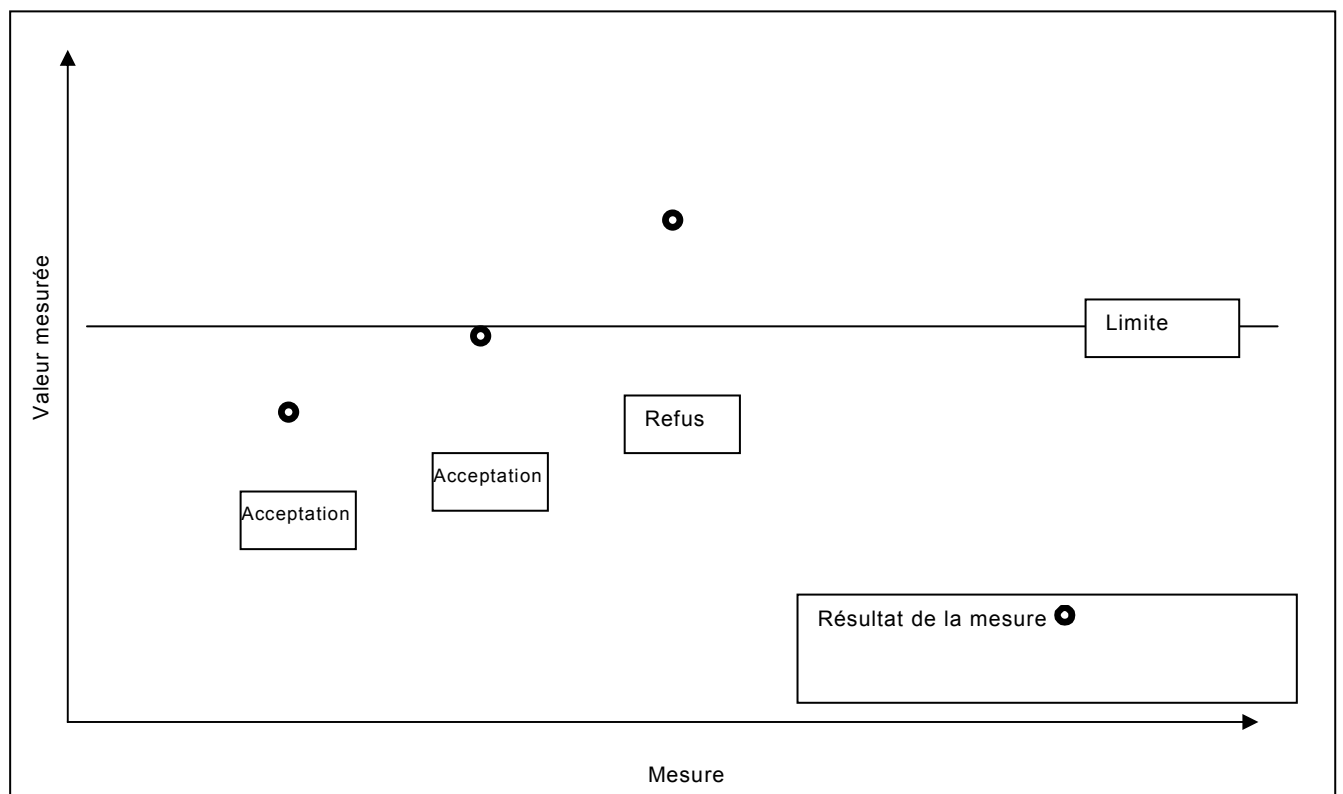 Valeur mesurée
Limite
Refus
Acceptation
Acceptation
Résultat de la mesure
Mesure